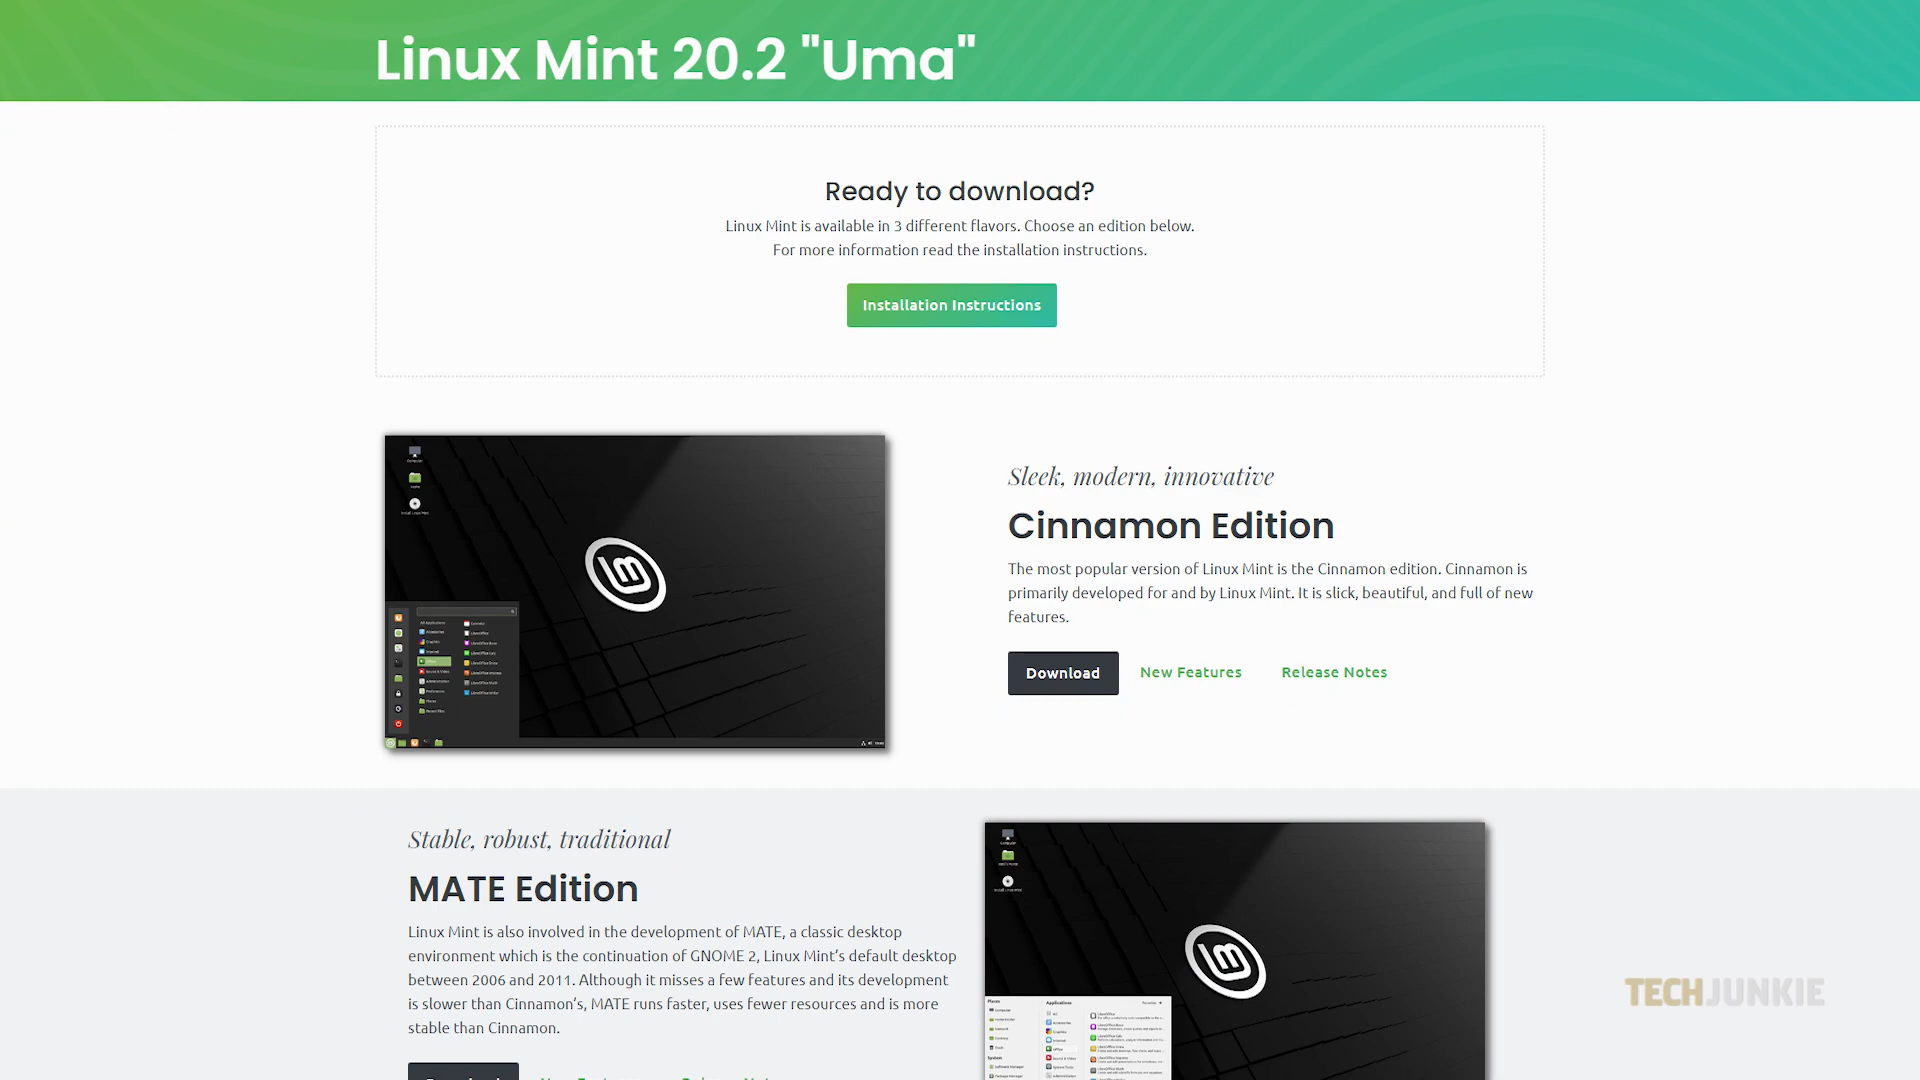 Linux Mint 20.2 "Uma"
Ready to download?
Linux Mint is available in 3 different flavors. Choose an edition below.
For more information read the installation instructions.
Installation Instructions
Sleek, modern, innovative
Cinnamon Edition
The most popular version of Linux Mint is the Cinnamon edition. Cinnamon is
primarily developed for and by Linux Mint. It is slick, beautiful, and full of new
features.
Download
New Features
Release Notes
Stable, robust, traditional
MATE Edition
Linux Mint is also involved in the development of MATE, a classic desktop
environment which is the continuation of GNOME 2, Linux Mint’s default desktop
between 2006 and 2011. Although it misses a few features and its development
is slower than Cinnamon’s, MATE runs faster, uses fewer resources and is more
stable than Cinnamon.
TECHJUNKIE